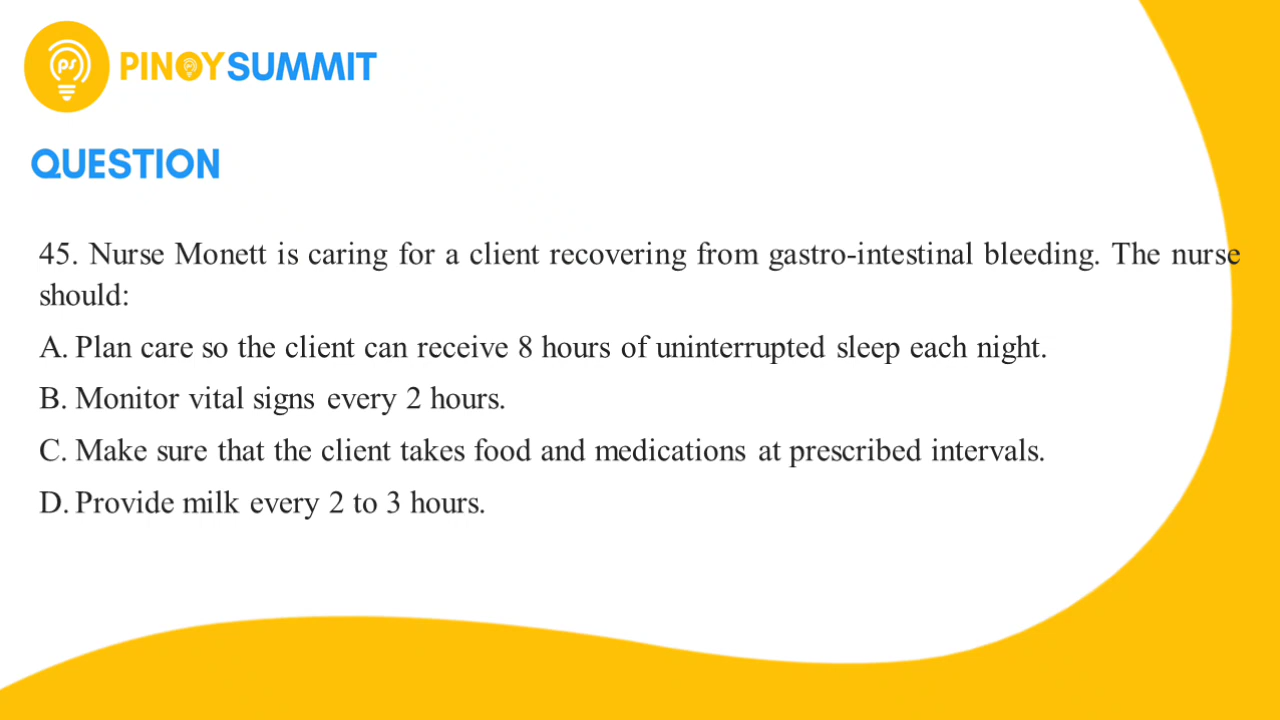 PINOYSUMMIT
QUESTION
45. Nurse Monett is caring for a client recovering from gastro-intestinal bleeding. The nurse
should:
A. Plan care so the client can receive 8 hours of uninterrupted sleep each night.
B. Monitor vital signs every 2 hours.
C. Make sure that the client takes food and medications at prescribed intervals.
D. Provide milk every 2 to 3 hours.